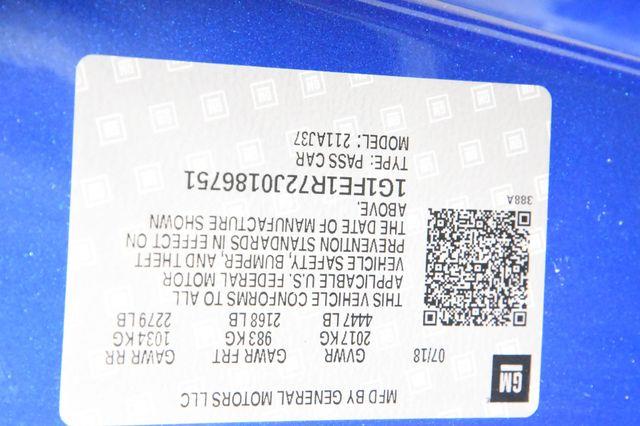 GM
MFD BY GENERAL MOTORS LLC
07/18
GVWR GAWR FRT GAWR RR
2017 KG 983 KG 1034 KG
4447 LB 2168 LB 2279 LB
THIS VEHICLE CONFORMS TO ALL
APPLICABLE U.S. FEDERAL MOTOR
VEHICLE SAFETY, BUMPER, AND THEFT
PREVENTION STANDARDS IN EFFECT ON
THE DATE OF MANUFACTURE SHOWN
ABOVE.
1G1FE1R72J0186751
TYPE: PASS CAR
MODEL: 211AJ37
388A